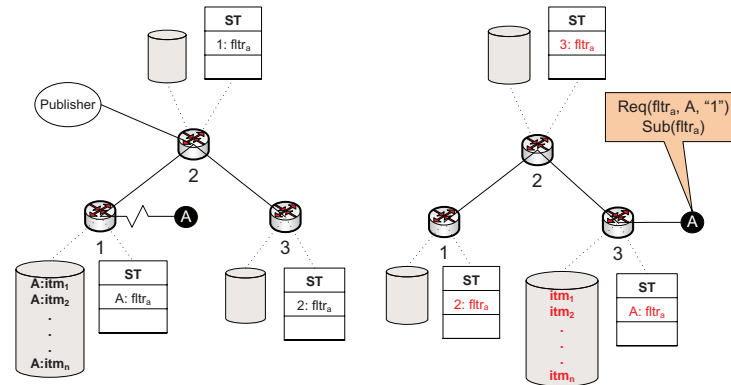 ST
1: fltrₐ
Publisher
2
A
1
3
ST
A: fltrₐ
ST
2: fltrₐ
A:itm₁
A:itm₂
.
.
.
A:itmₙ
ST
3: fltrₐ
Req(fltrₐ, A, “1”)
Sub(fltrₐ)
2
A
1
3
ST
2: fltrₐ
ST
A: fltrₐ
itm₁
itm₂
.
.
.
.
itmₙ